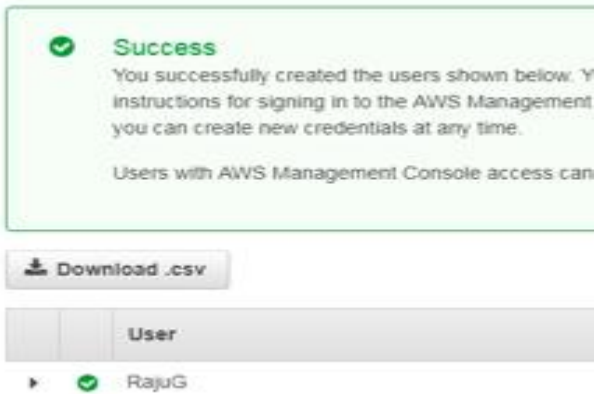 Success
You successfully created the users shown below. Y
instructions for signing in to the AWS Management
you can create new credentials at any time.
Users with AWS Management Console access can
Download .csv
User
RajuG